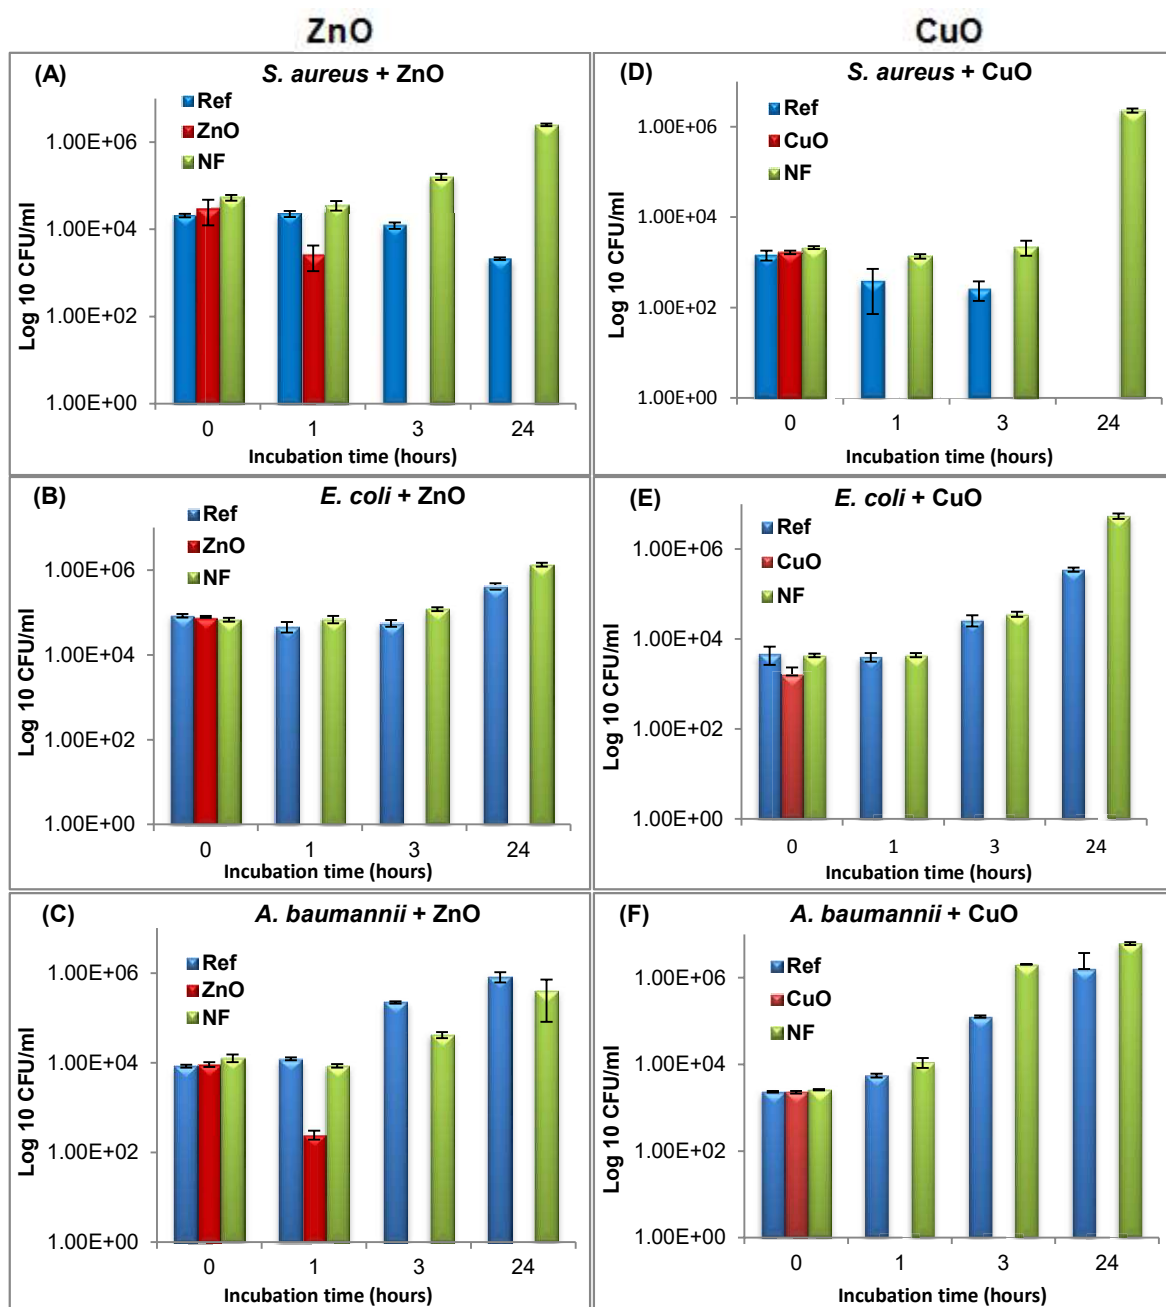 ZnO
CuO
(A)
S. aureus + ZnO
Ref
ZnO
NF
Log 10 CFU/ml
1.00E+06
1.00E+04
1.00E+02
1.00E+00
0 1 3 24
Incubation time (hours)
(D)
S. aureus + CuO
Ref
CuO
NF
Log 10 CFU/ml
1.00E+06
1.00E+04
1.00E+02
1.00E+00
0 1 3 24
Incubation time (hours)
(B)
E. coli + ZnO
Ref
ZnO
NF
Log 10 CFU/ml
1.00E+06
1.00E+04
1.00E+02
1.00E+00
0 1 3 24
Incubation time (hours)
(E)
E. coli + CuO
Ref
CuO
NF
Log 10 CFU/ml
1.00E+06
1.00E+04
1.00E+02
1.00E+00
0 1 3 24
Incubation time (hours)
(C)
A. baumannii + ZnO
Ref
ZnO
NF
Log 10 CFU/ml
1.00E+06
1.00E+04
1.00E+02
1.00E+00
0 1 3 24
Incubation time (hours)
(F)
A. baumannii + CuO
Ref
CuO
NF
Log 10 CFU/ml
1.00E+06
1.00E+04
1.00E+02
1.00E+00
0 1 3 24
Incubation time (hours)